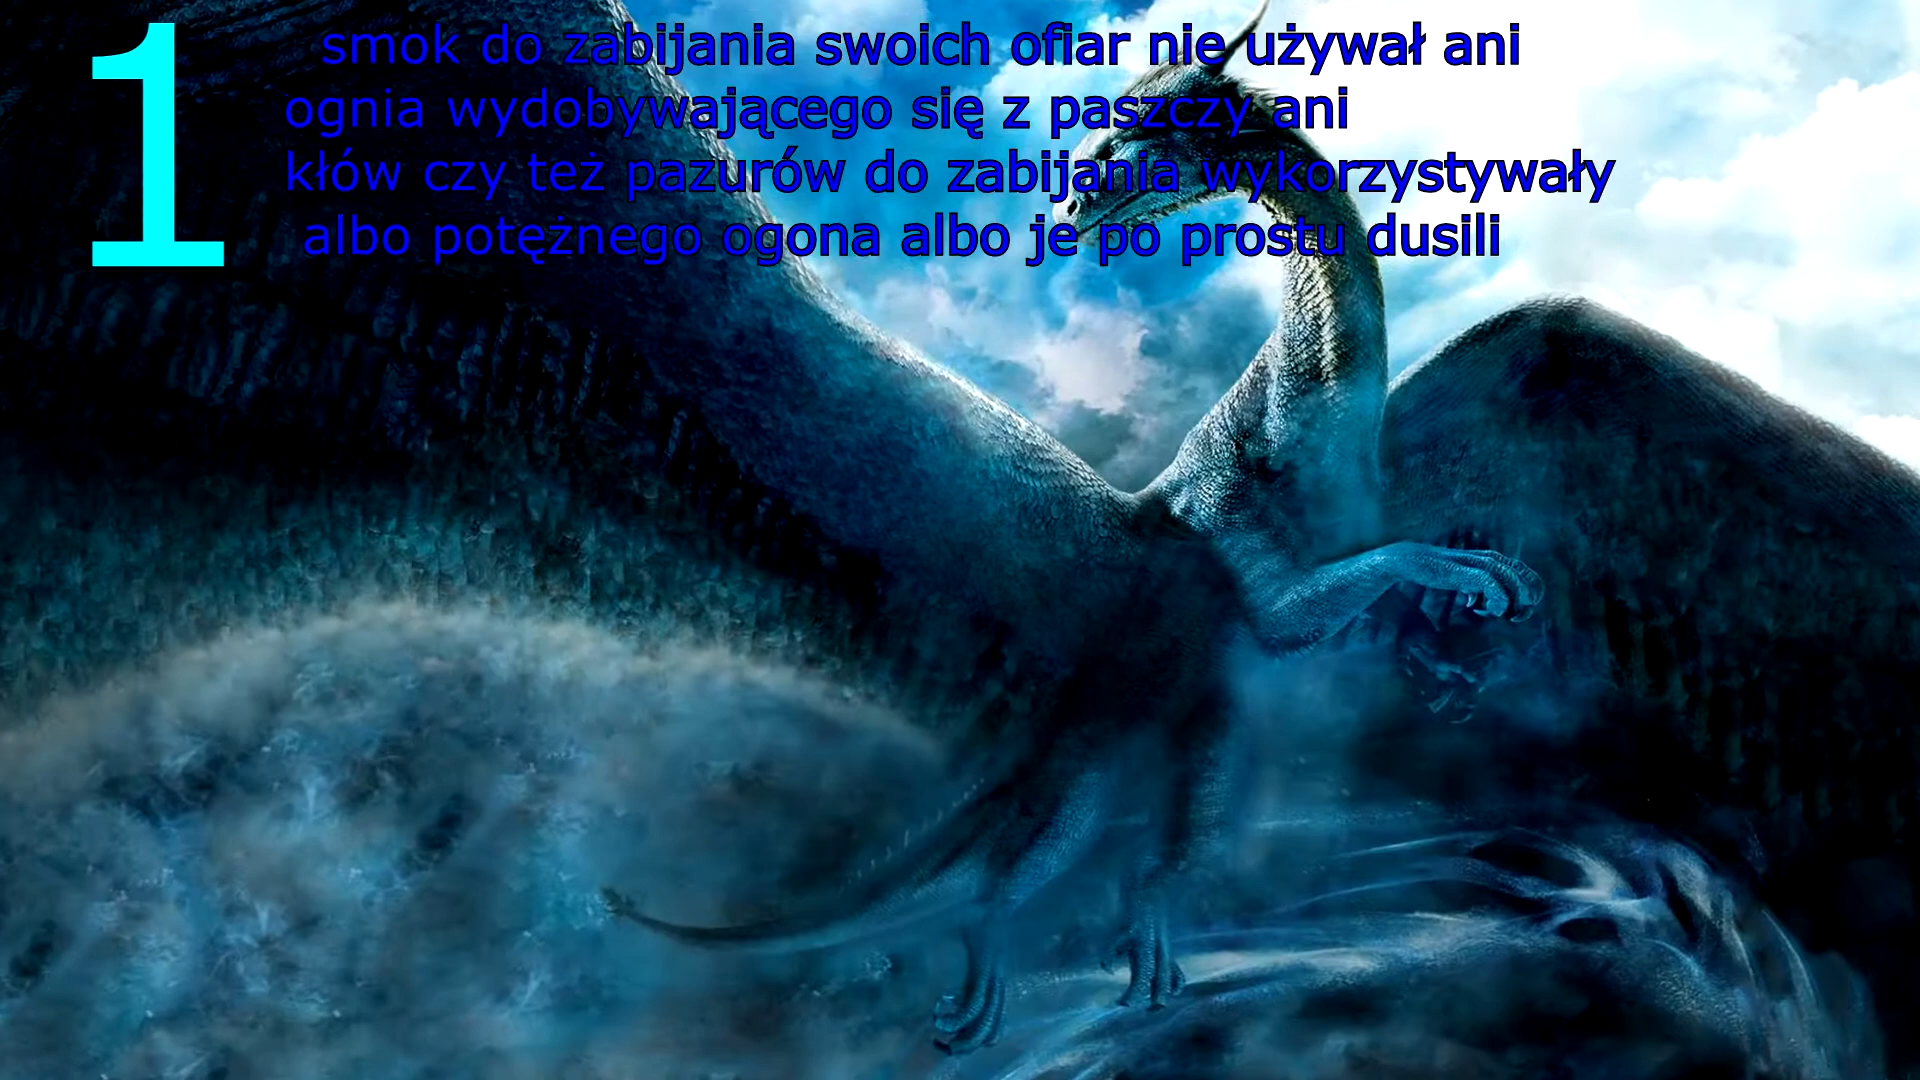 1
smok do zabijania swoich ofiar nie używał ani
ognia wydobywającego się z paszczy ani
kłów czy też pazurów do zabijania wykorzystywały
albo potężnego ogona albo je po prostu dusili